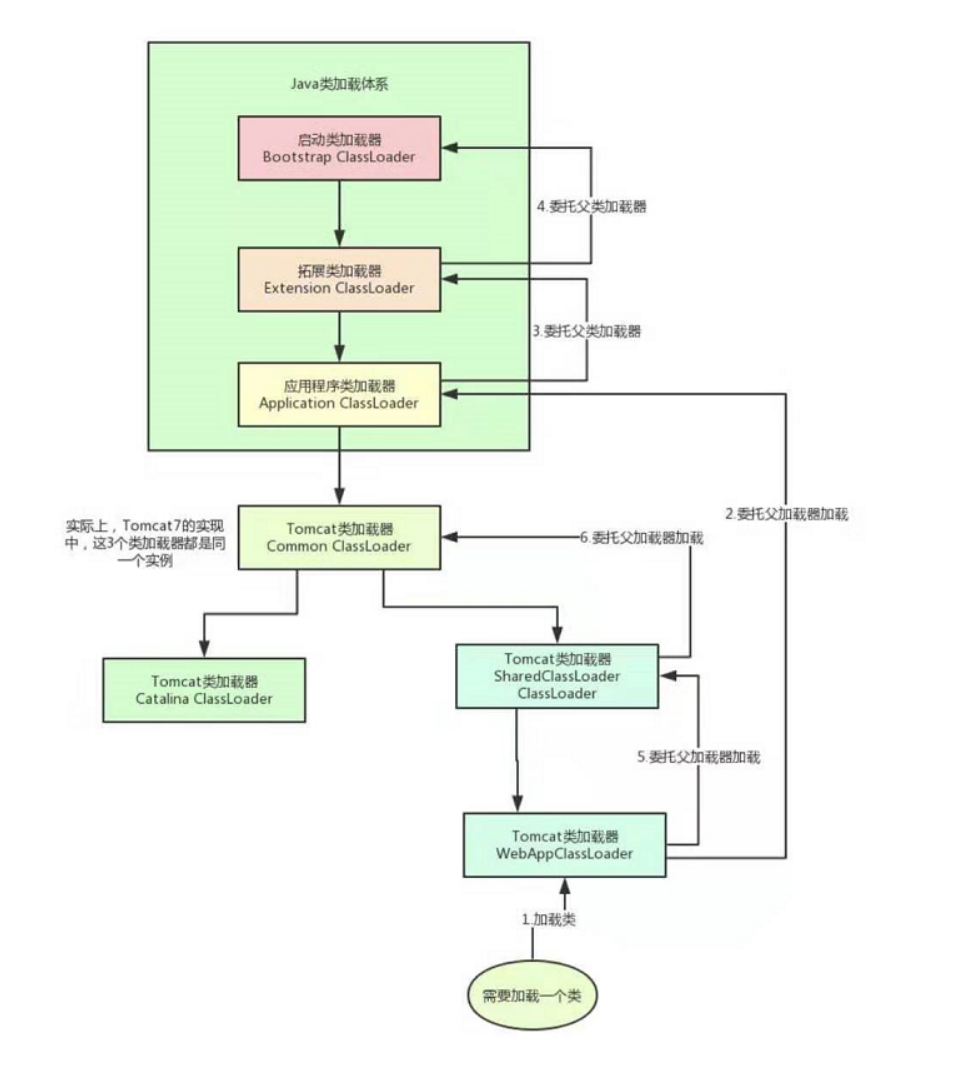 Java类加载体系
启动类加载器
Bootstrap ClassLoader
4.委托父类加载器
拓展类加载器
Extension ClassLoader
3.委托父类加载器
应用程序类加载器
Application ClassLoader
2.委托父加载器加载
实际上，Tomcat7的实现
中，这3个类加载器都是同
一个实例
Tomcat类加载器
Common ClassLoader
6.委托父加载器加载
Tomcat类加载器
Catalina ClassLoader
Tomcat类加载器
SharedClassLoader
ClassLoader
5.委托父加载器加载
Tomcat类加载器
WebAppClassLoader
1.加载类
需要加载一个类